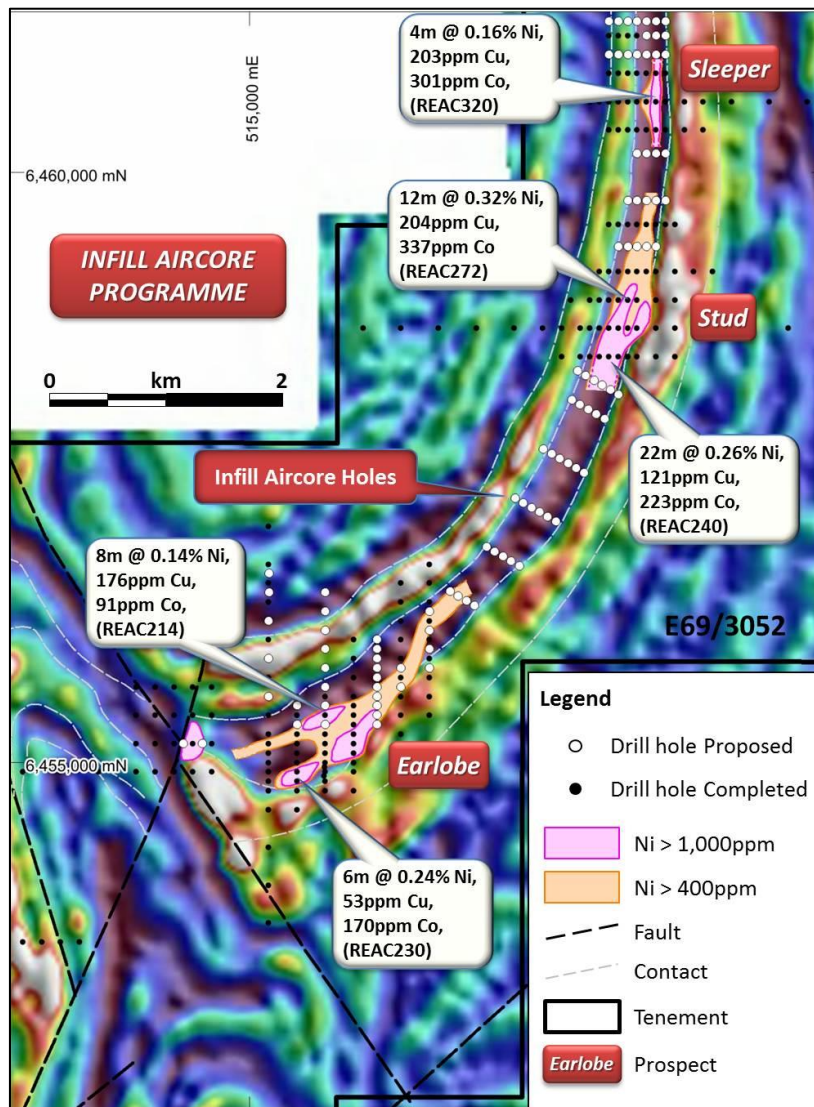 4m @ 0.16% Ni,
203ppm Cu,
301ppm Co,
(REAC320)
Sleeper
515,000 mE
6,460,000 mN
12m @ 0.32% Ni,
204ppm Cu,
337ppm Co
(REAC272)
INFILL AIRCORE
PROGRAMME
Stud
0 km 2
Infill Aircore Holes
22m @ 0.26% Ni,
121ppm Cu,
223ppm Co,
(REAC240)
8m @ 0.14% Ni,
176ppm Cu,
91ppm Co,
(REAC214)
E69/3052
6,455,000 mN
Earlobe
6m @ 0.24% Ni,
53ppm Cu,
170ppm Co,
(REAC230)
Legend
Drill hole Proposed
Drill hole Completed
Ni > 1,000ppm
Ni > 400ppm
Fault
Contact
Tenement
Earlobe Prospect